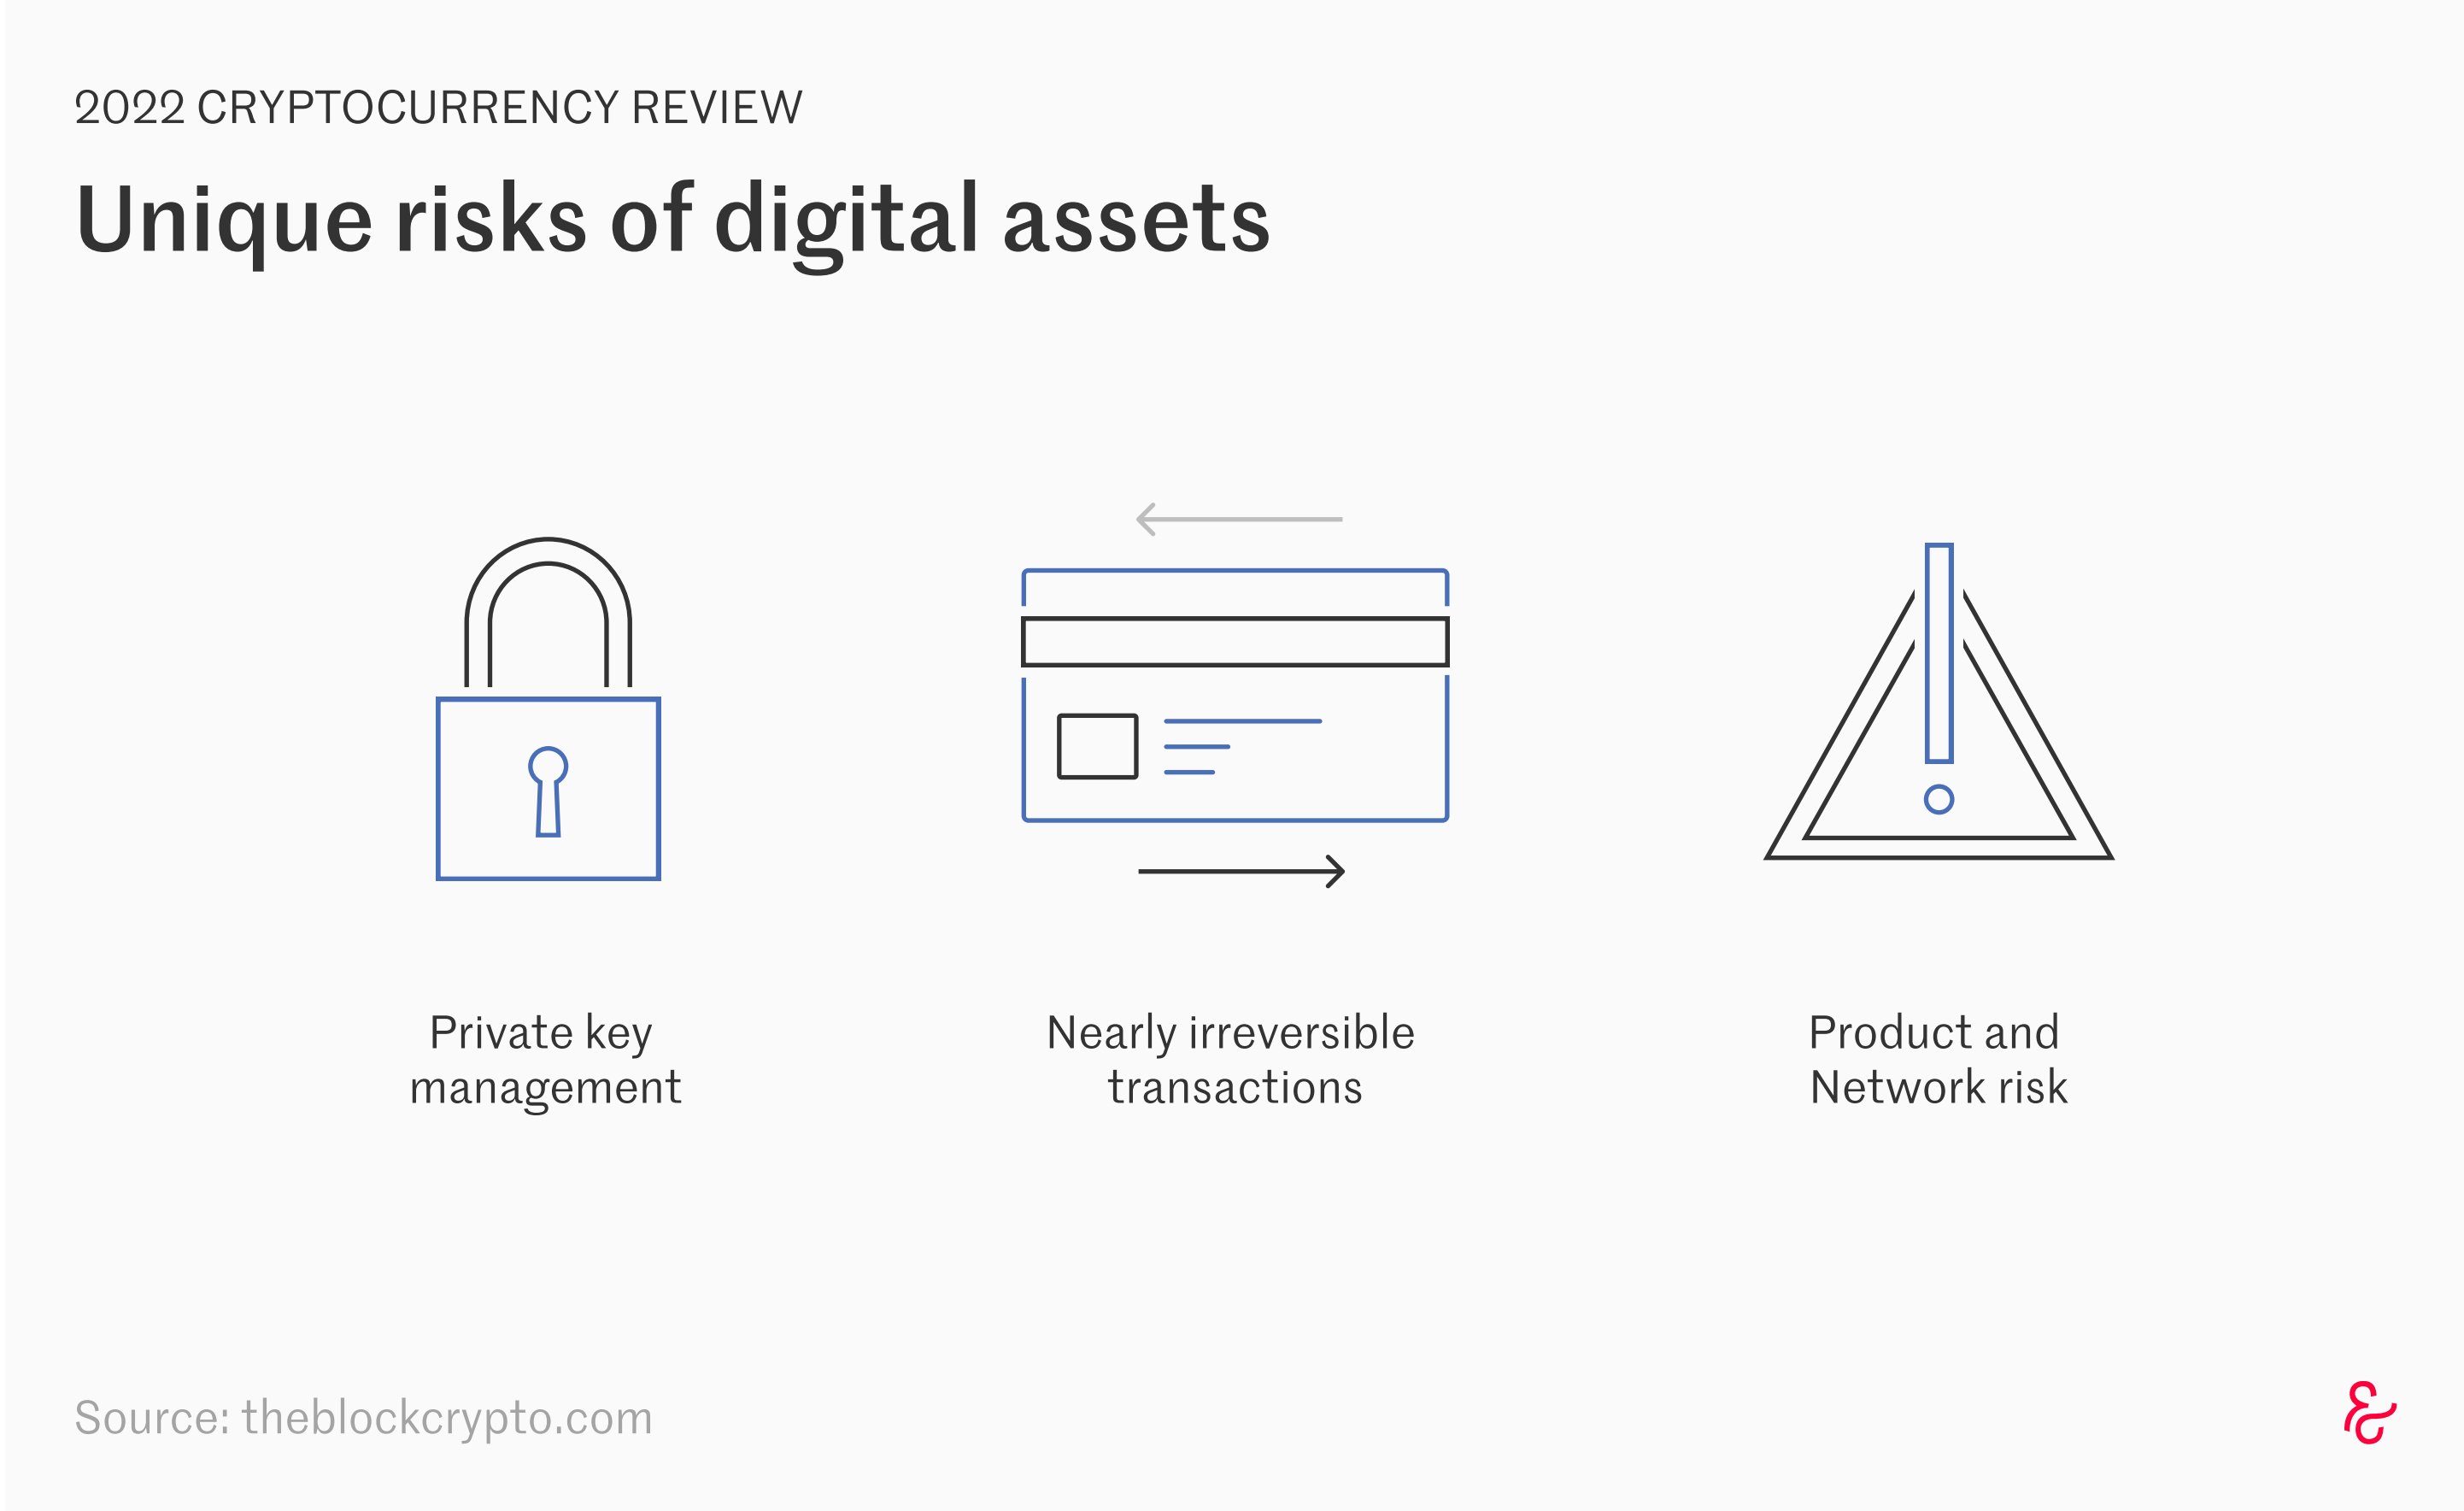 2022 CRYPTOCURRENCY REVIEW
Unique risks of digital assets
Private key
management
Nearly irreversible
transactions
Product and
Network risk
Source: theblockcrypto.com
&